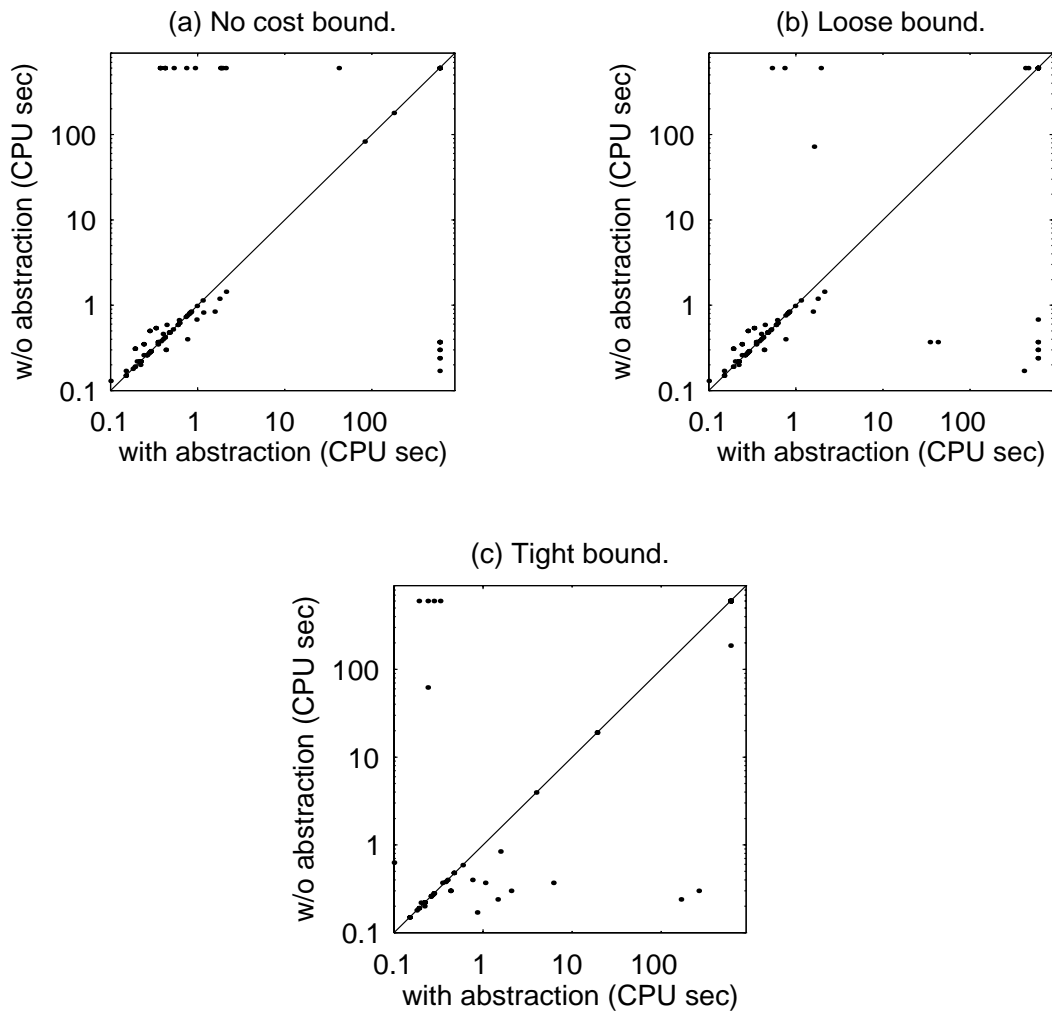 (a) No cost bound.
w/o abstraction (CPU sec)
100
10
1
0.1
0.1 1 10 100
with abstraction (CPU sec)
(b) Loose bound.
w/o abstraction (CPU sec)
100
10
1
0.1
0.1 1 10 100
with abstraction (CPU sec)
(c) Tight bound.
w/o abstraction (CPU sec)
100
10
1
0.1
0.1 1 10 100
with abstraction (CPU sec)